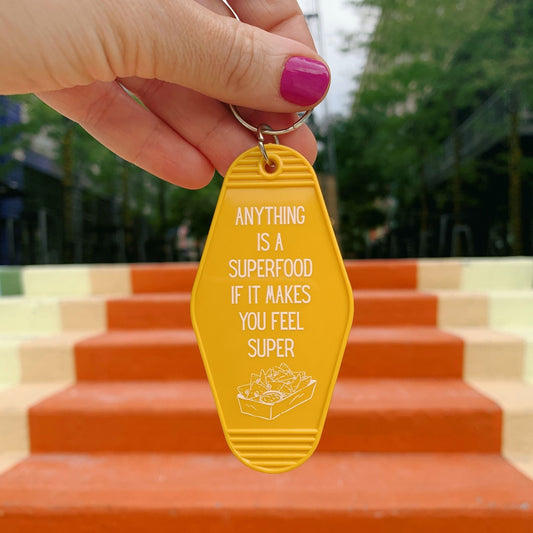 ANYTHING
IS A
SUPERFOOD
IF IT MAKES
YOU FEEL
SUPER